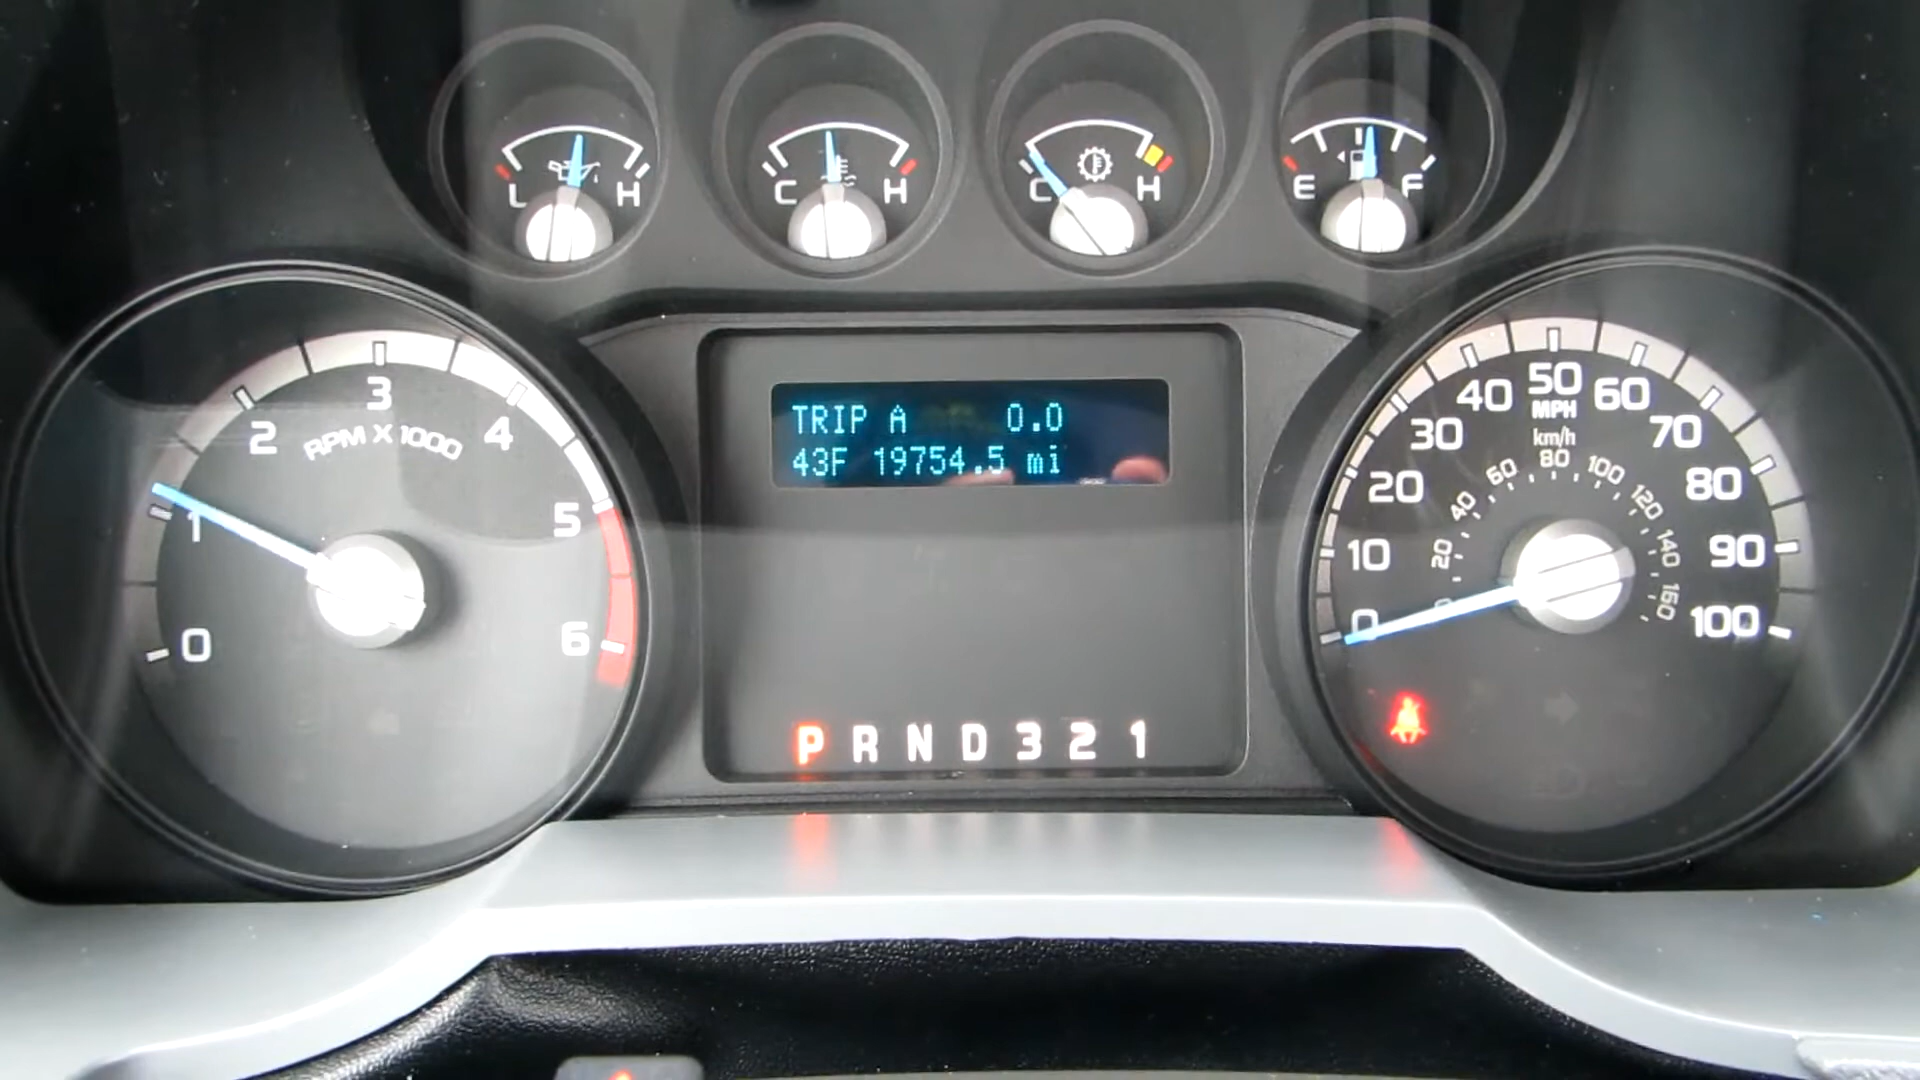 L H
C H
C H
E F
0 1 2 3 4 5 6
RPM X 1000
TRIP A 0.0
43F 19754.5 mi
P R N D 3 2 1
0 10 20 30 40 50 60 70 80 90 100
MPH
km/h
0 20 40 60 80 100 120 140 160